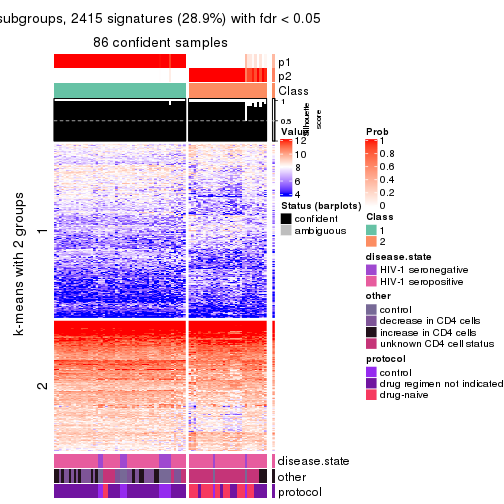 subgroups, 2415 signatures (28.9%) with fdr < 0.05
86 confident samples
p1
p2
Class
1
0.5
Silhouette
score
k-means with 2 groups
1
2
disease.state
other
protocol
Value
12
10
8
6
4
Status (barplots)
confident
ambiguous
Prob
1
0.8
0.6
0.4
0.2
0
Class
1
2
disease.state
HIV-1 seronegative
HIV-1 seropositive
other
control
decrease in CD4 cells
increase in CD4 cells
unknown CD4 cell status
protocol
control
drug regimen not indicated
drug-naive